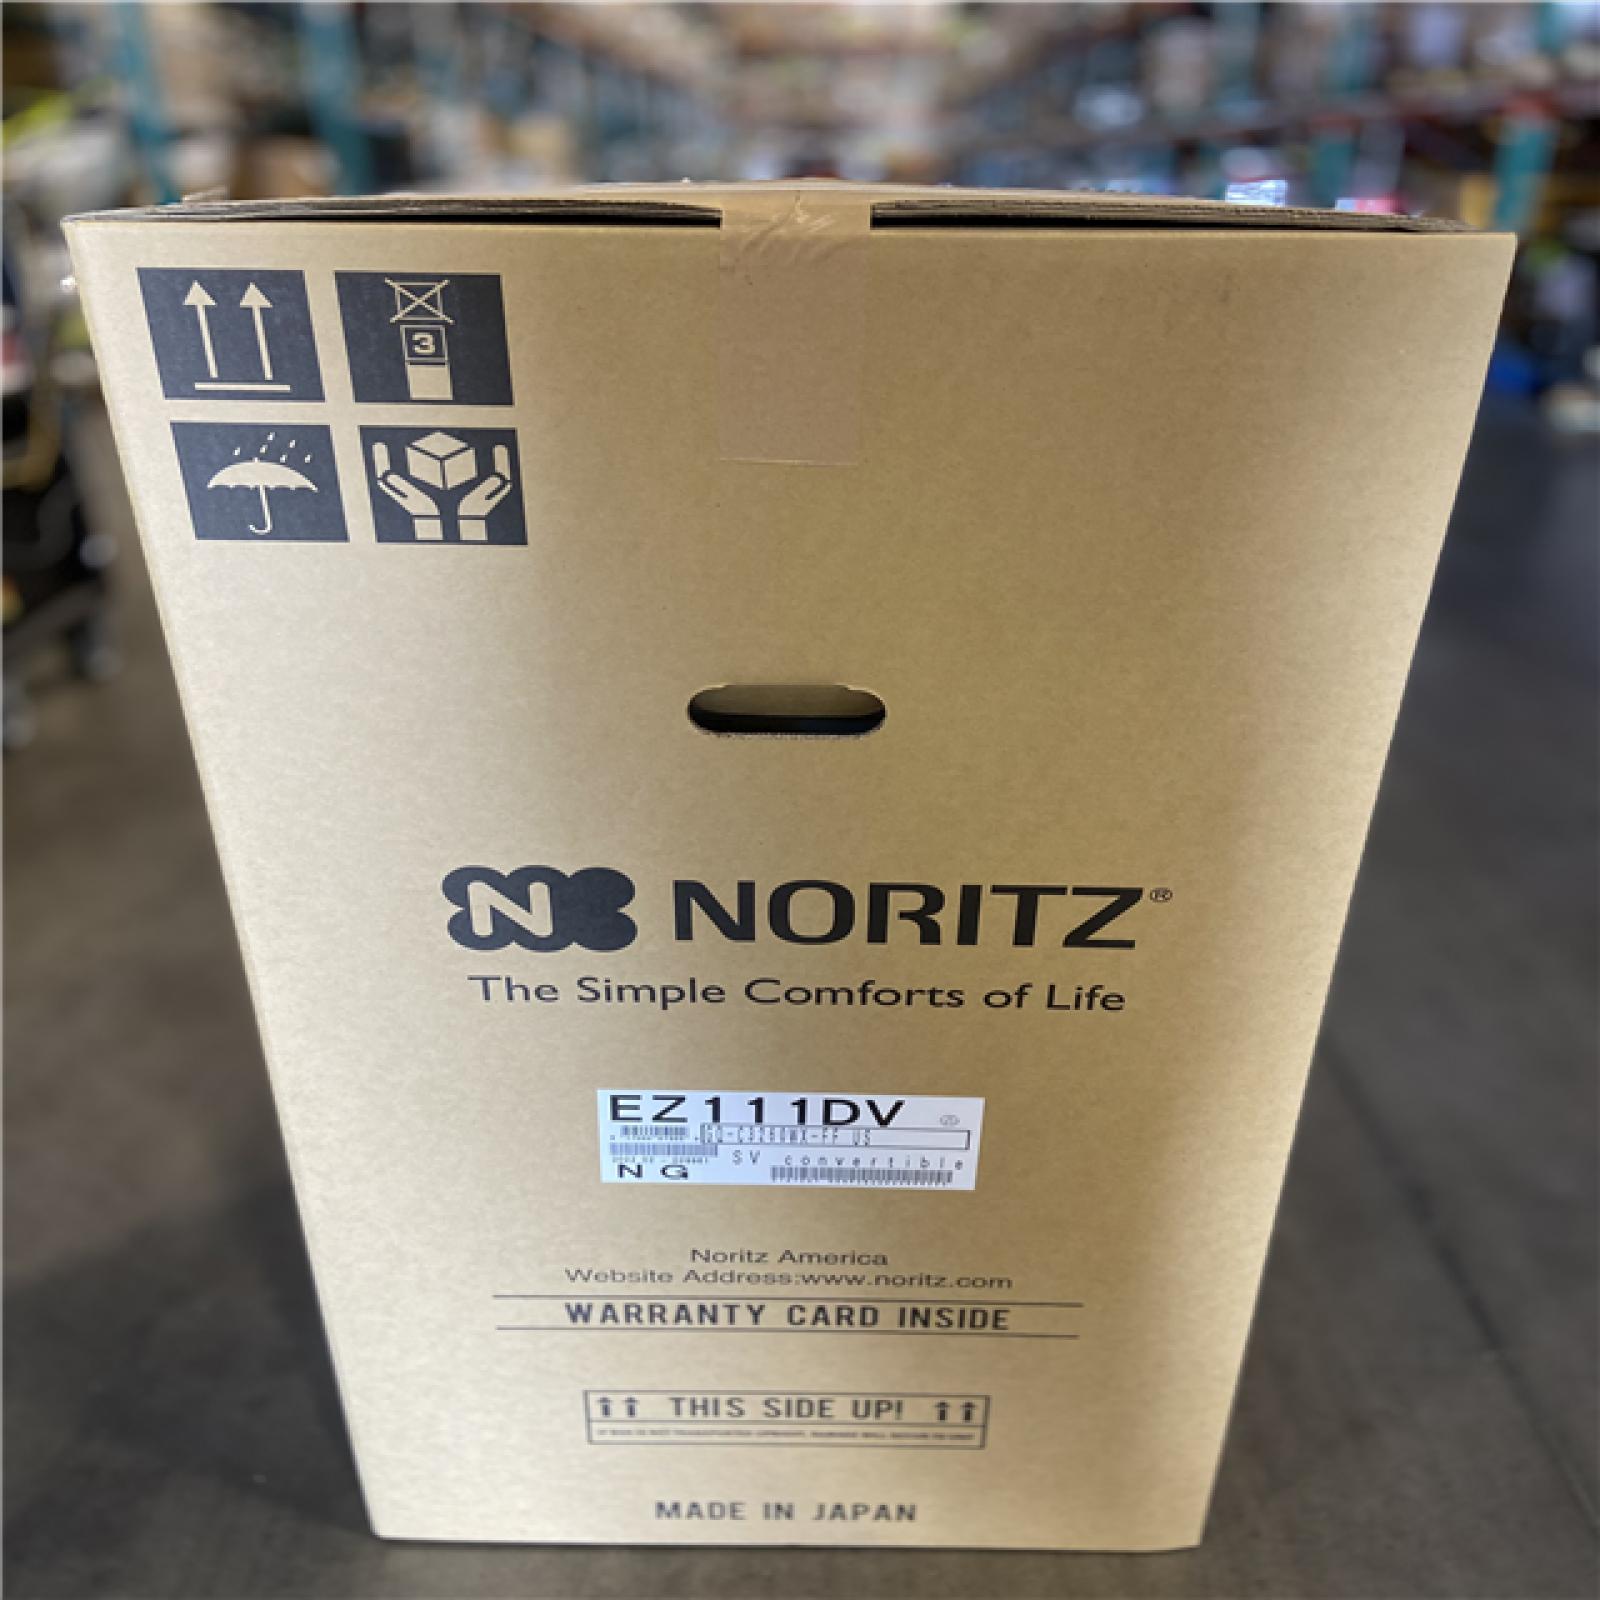 3
N NORITZ®
The Simple Comforts of Life
EZ111DV
US
SV convertible
NG
Noritz America
Website Address:www.noritz.com
WARRANTY CARD INSIDE
THIS SIDE UP!
MADE IN JAPAN